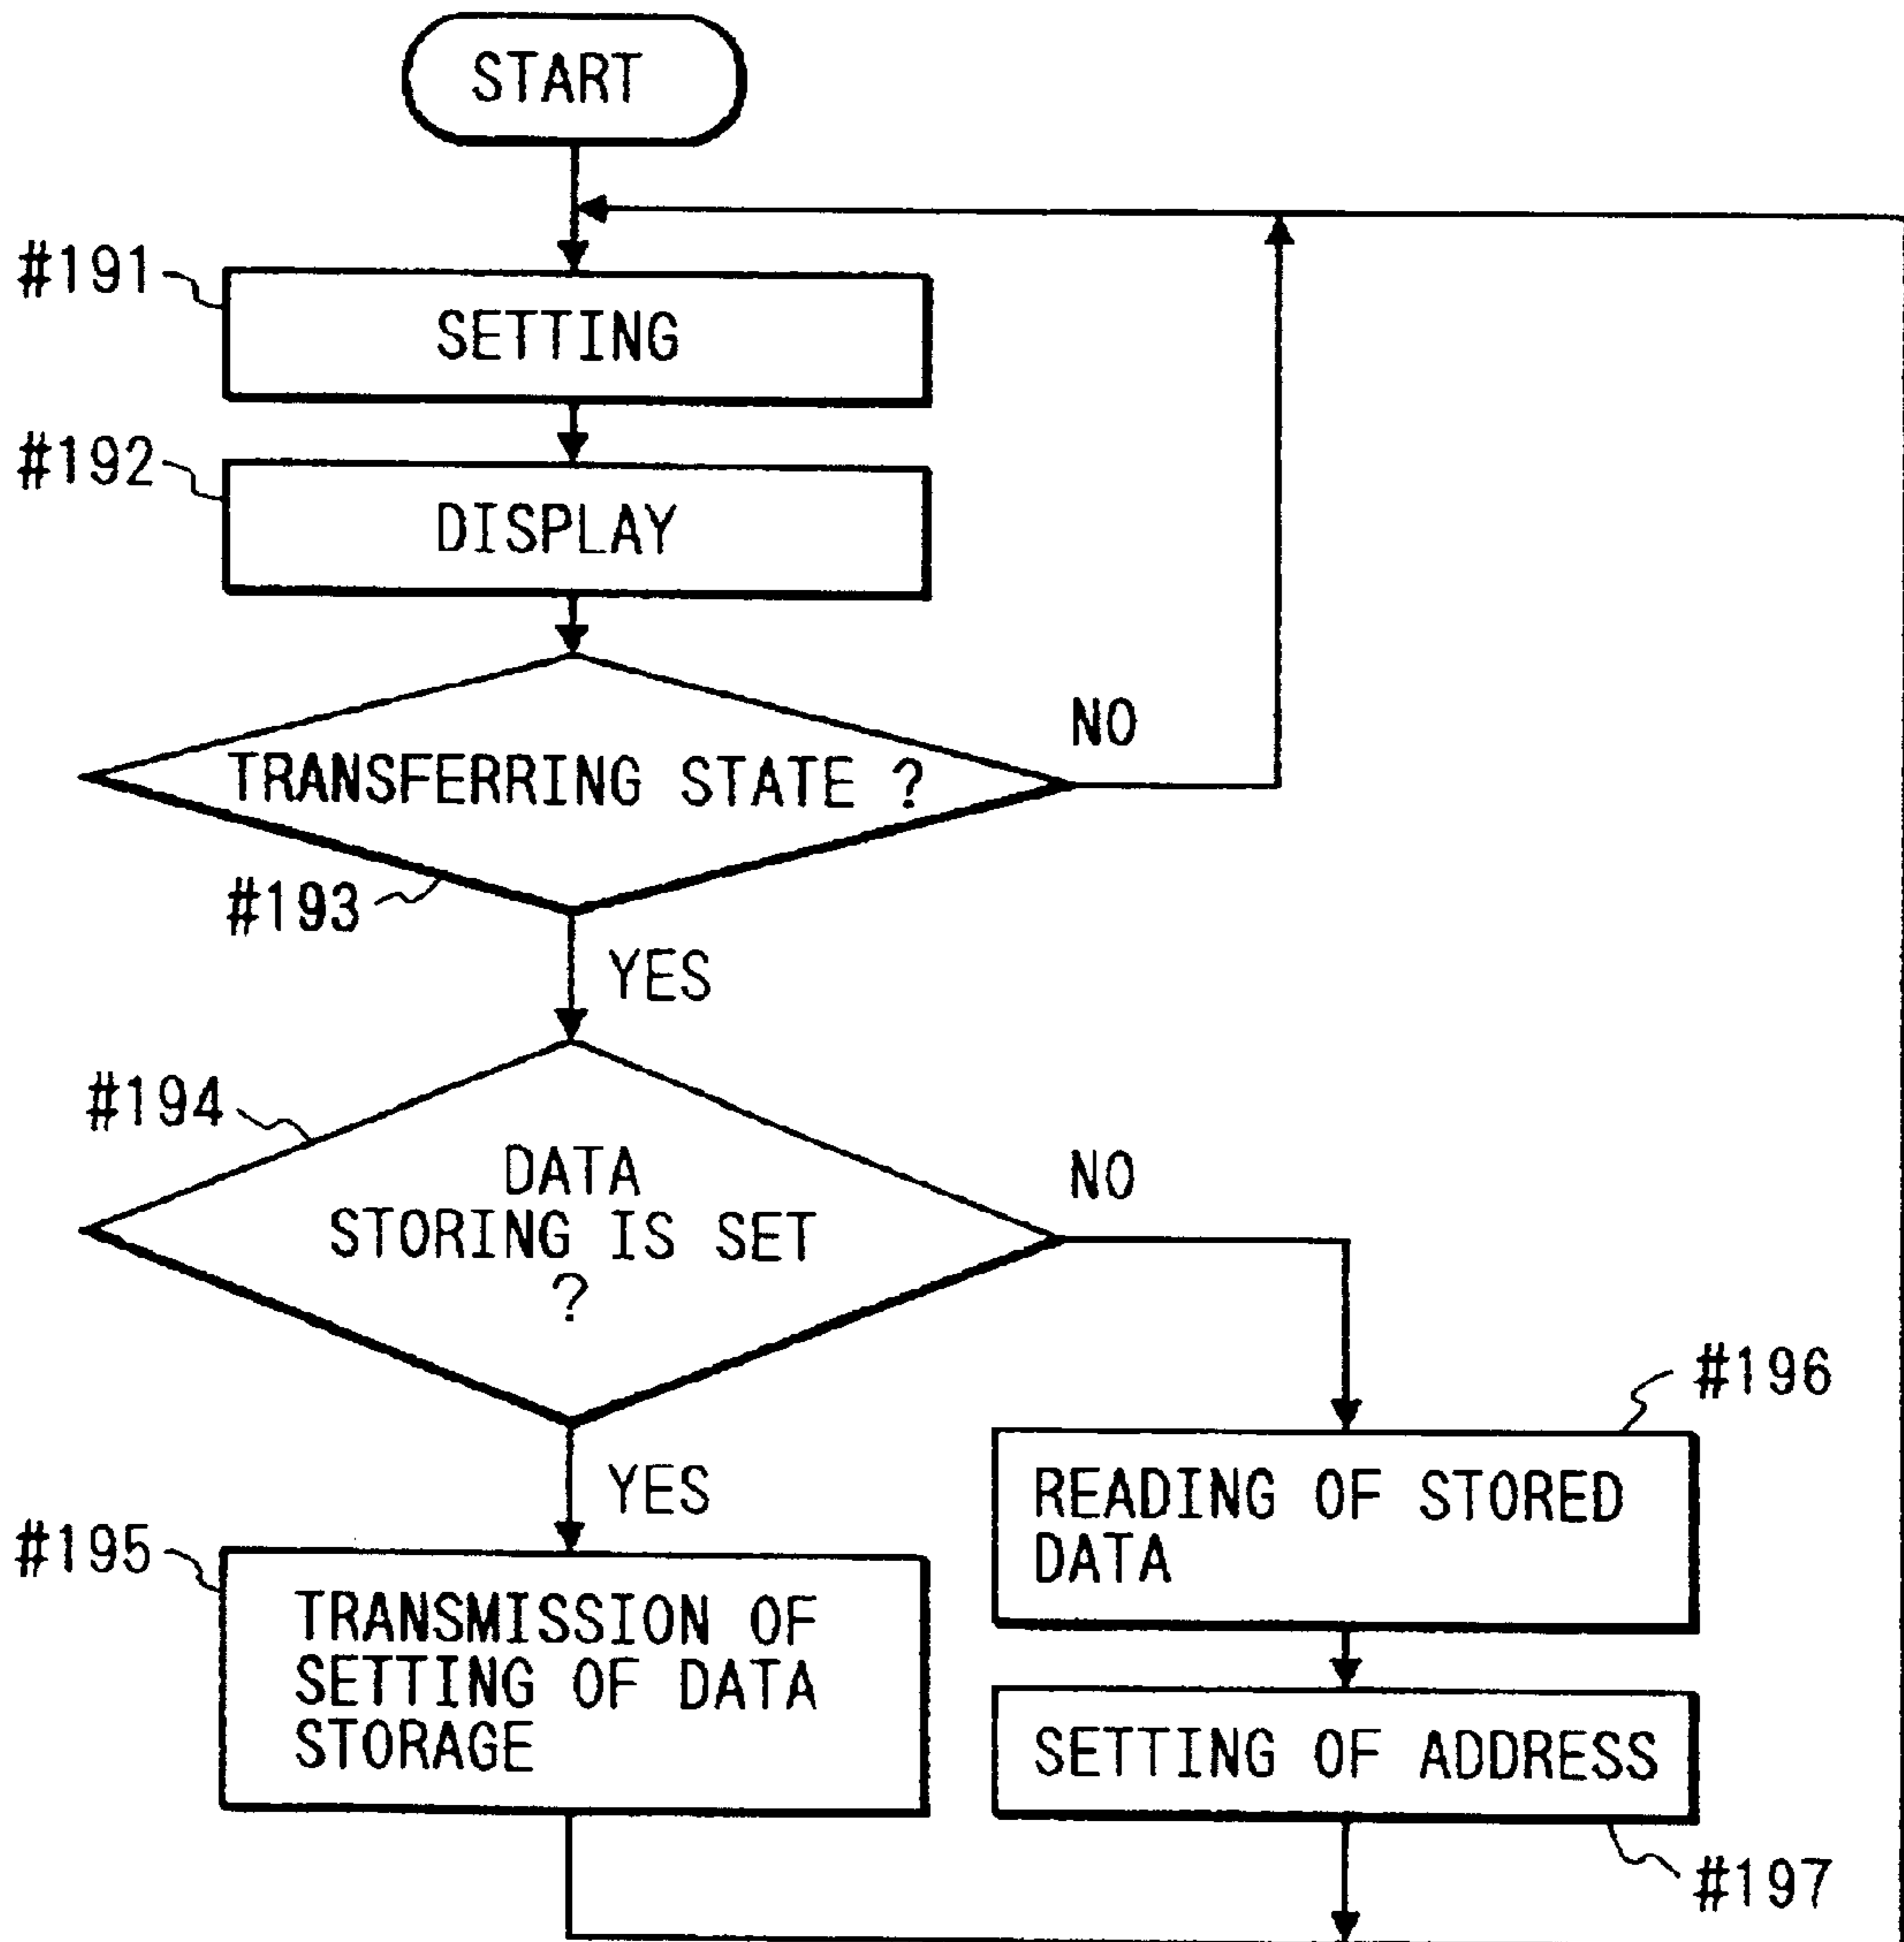 START
#191
SETTING
#192
DISPLAY
NO
TRANSFERRING STATE ?
#193
YES
#194
DATA
STORING IS SET
?
NO
#196
READING OF STORED
DATA
YES
#195
TRANSMISSION OF
SETTING OF DATA
STORAGE
SETTING OF ADDRESS
#197